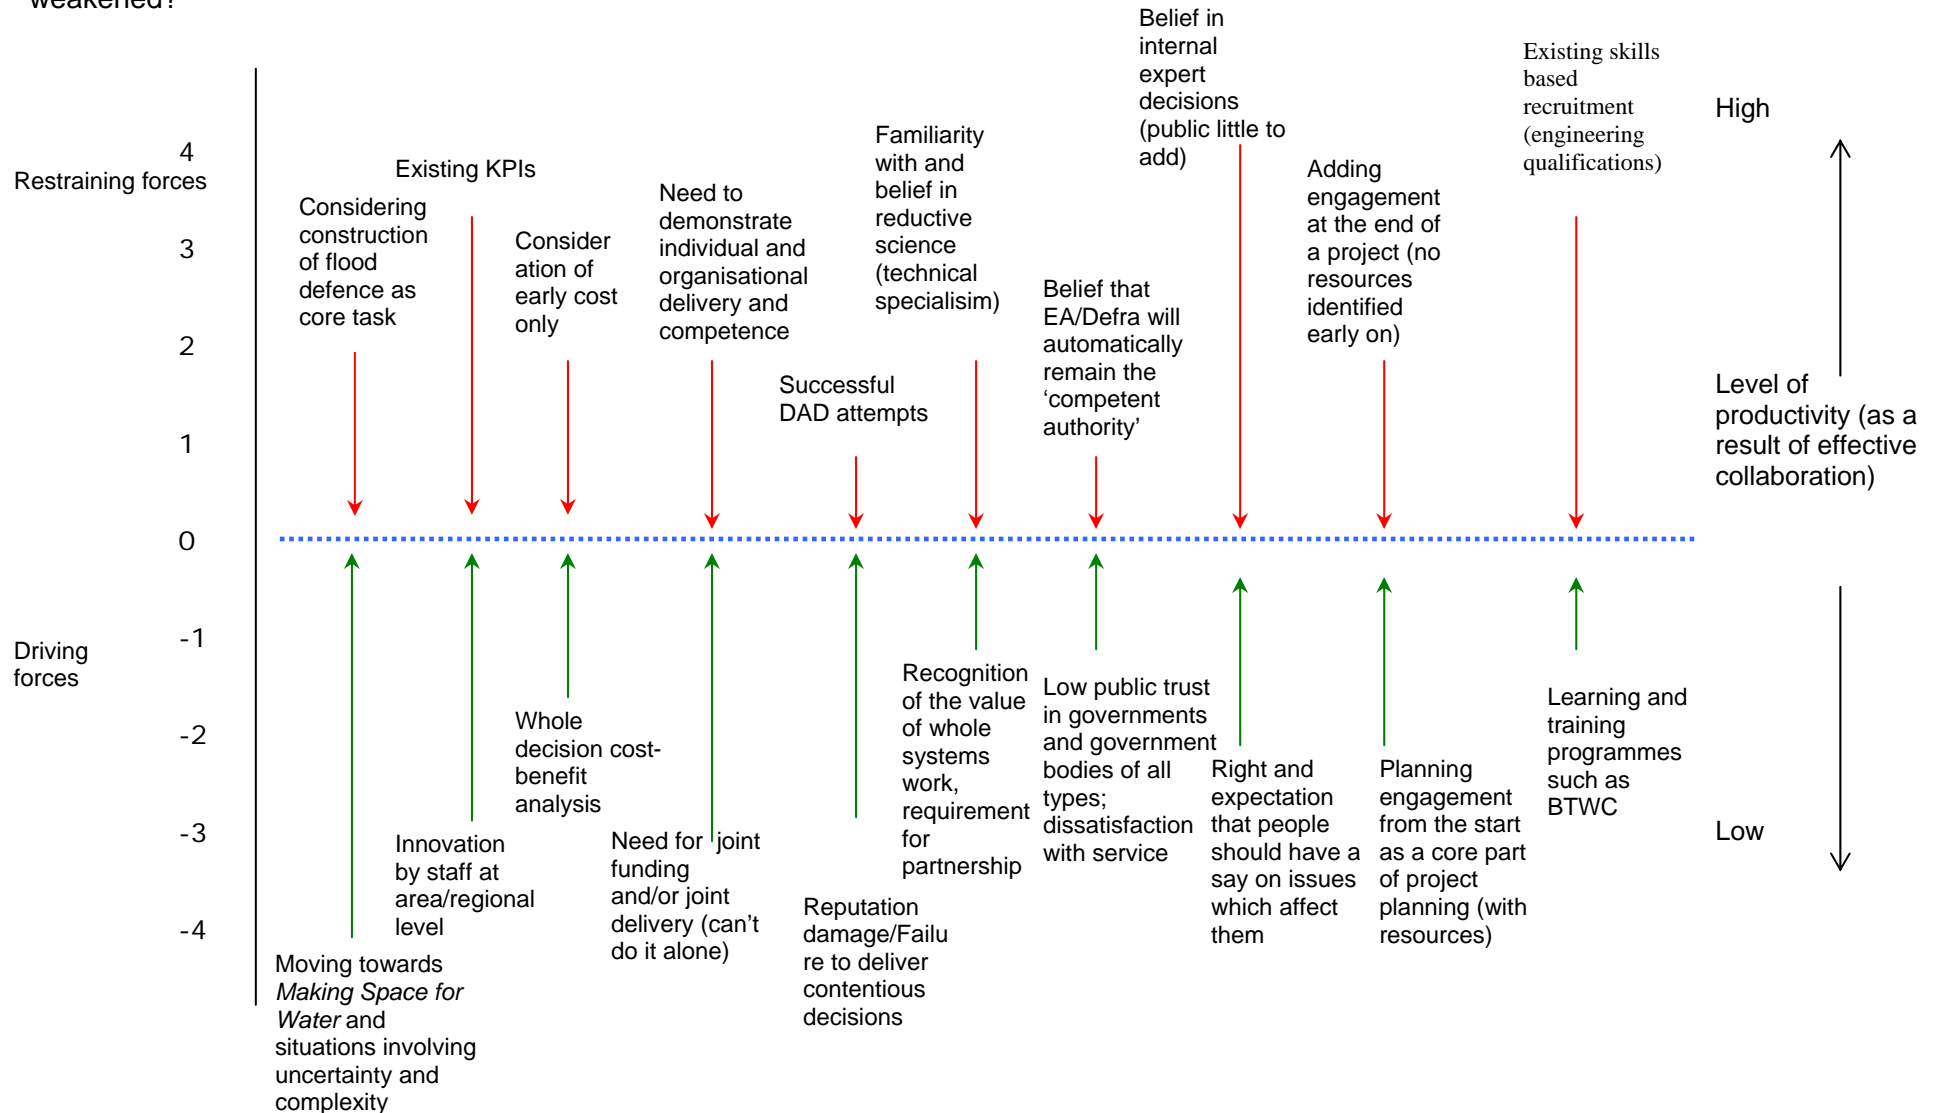 weakened?
Belief in
internal
expert
decisions
(public little to
add)
Existing skills
based
recruitment
(engineering
qualifications)
High
4
Restraining forces
Existing KPIs
Familiarity
with and
belief in
reductive
science
(technical
specialisim)
Considering
construction
of flood
defence as
core task
3
Consider
ation of
early cost
only
Need to
demonstrate
individual and
organisational
delivery and
competence
Adding
engagement
at the end of
a project (no
resources
identified
early on)
Belief that
EA/Defra will
automatically
remain the
‘competent
authority’
2
Successful
DAD attempts
1
Level of
productivity (as a
result of effective
collaboration)
0
-1
Driving
forces
-2
-3
-4
Moving towards
Making Space for
Water and
situations involving
uncertainty and
complexity
Innovation
by staff at
area/regional
level
Whole
decision cost-
benefit
analysis
Need for joint
funding
and/or joint
delivery (can’t
do it alone)
Reputation
damage/Failu
re to deliver
contentious
decisions
Recognition
of the value
of whole
systems
work,
requirement
for
partnership
Low public trust
in governments
and government
bodies of all
types;
dissatisfaction
with service
Right and
expectation
that people
should have a
say on issues
which affect
them
Planning
engagement
from the start
as a core part
of project
planning (with
resources)
Learning and
training
programmes
such as
BTWC
Low